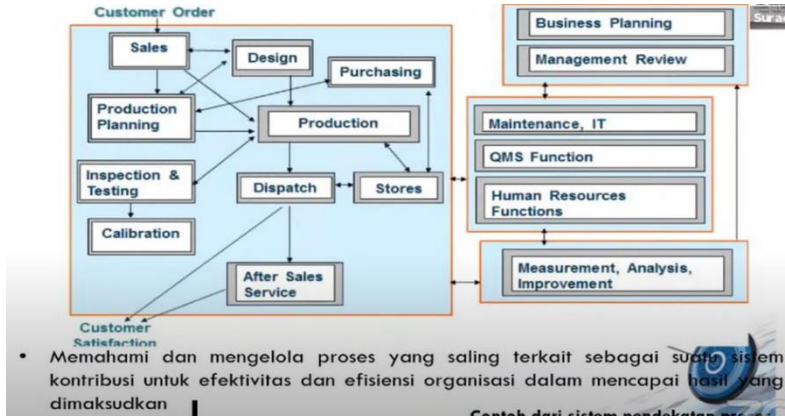 Customer Order
Sales
Design
Purchasing
Production
Planning
Production
Inspection &
Testing
Dispatch
Stores
Calibration
After Sales
Service
Customer
Satisfaction
Business Planning
Management Review
Maintenance, IT
QMS Function
Human Resources
Functions
Measurement, Analysis,
Improvement
• Memahami dan mengelola proses yang saling terkait sebagai suatu sistem
kontribusi untuk efektivitas dan efisiensi organisasi dalam mencapai hasil yang
dimaksudkan
Contoh dari sistem pendekatan